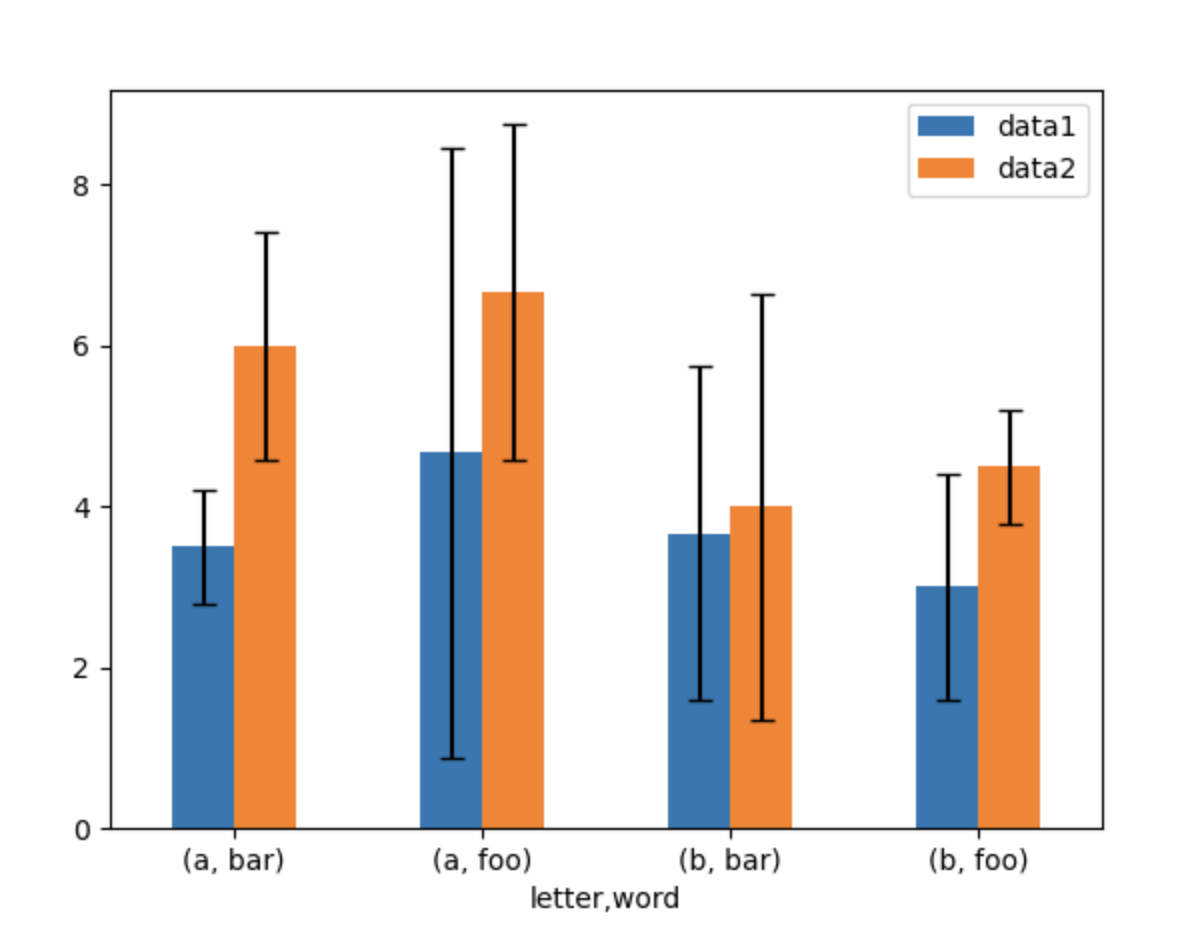 data1
data2
8
6
4
2
0
(a, bar) (a, foo) (b, bar) (b, foo)
letter,word